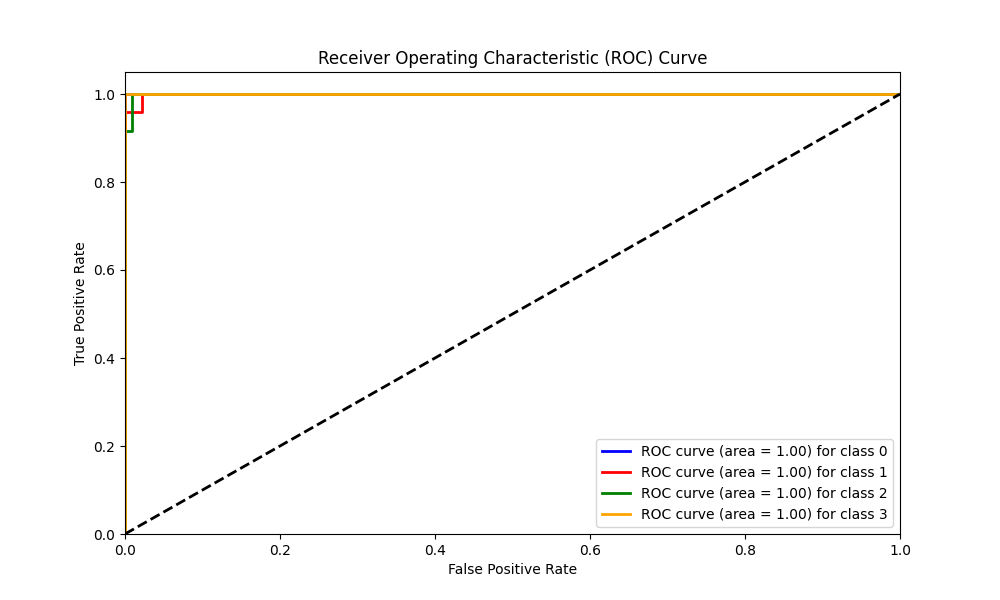 Receiver Operating Characteristic (ROC) Curve
True Positive Rate
1.0
0.8
0.6
0.4
0.2
0.0
ROC curve (area = 1.00) for class 0
ROC curve (area = 1.00) for class 1
ROC curve (area = 1.00) for class 2
ROC curve (area = 1.00) for class 3
0.0 0.2 0.4 0.6 0.8 1.0
False Positive Rate